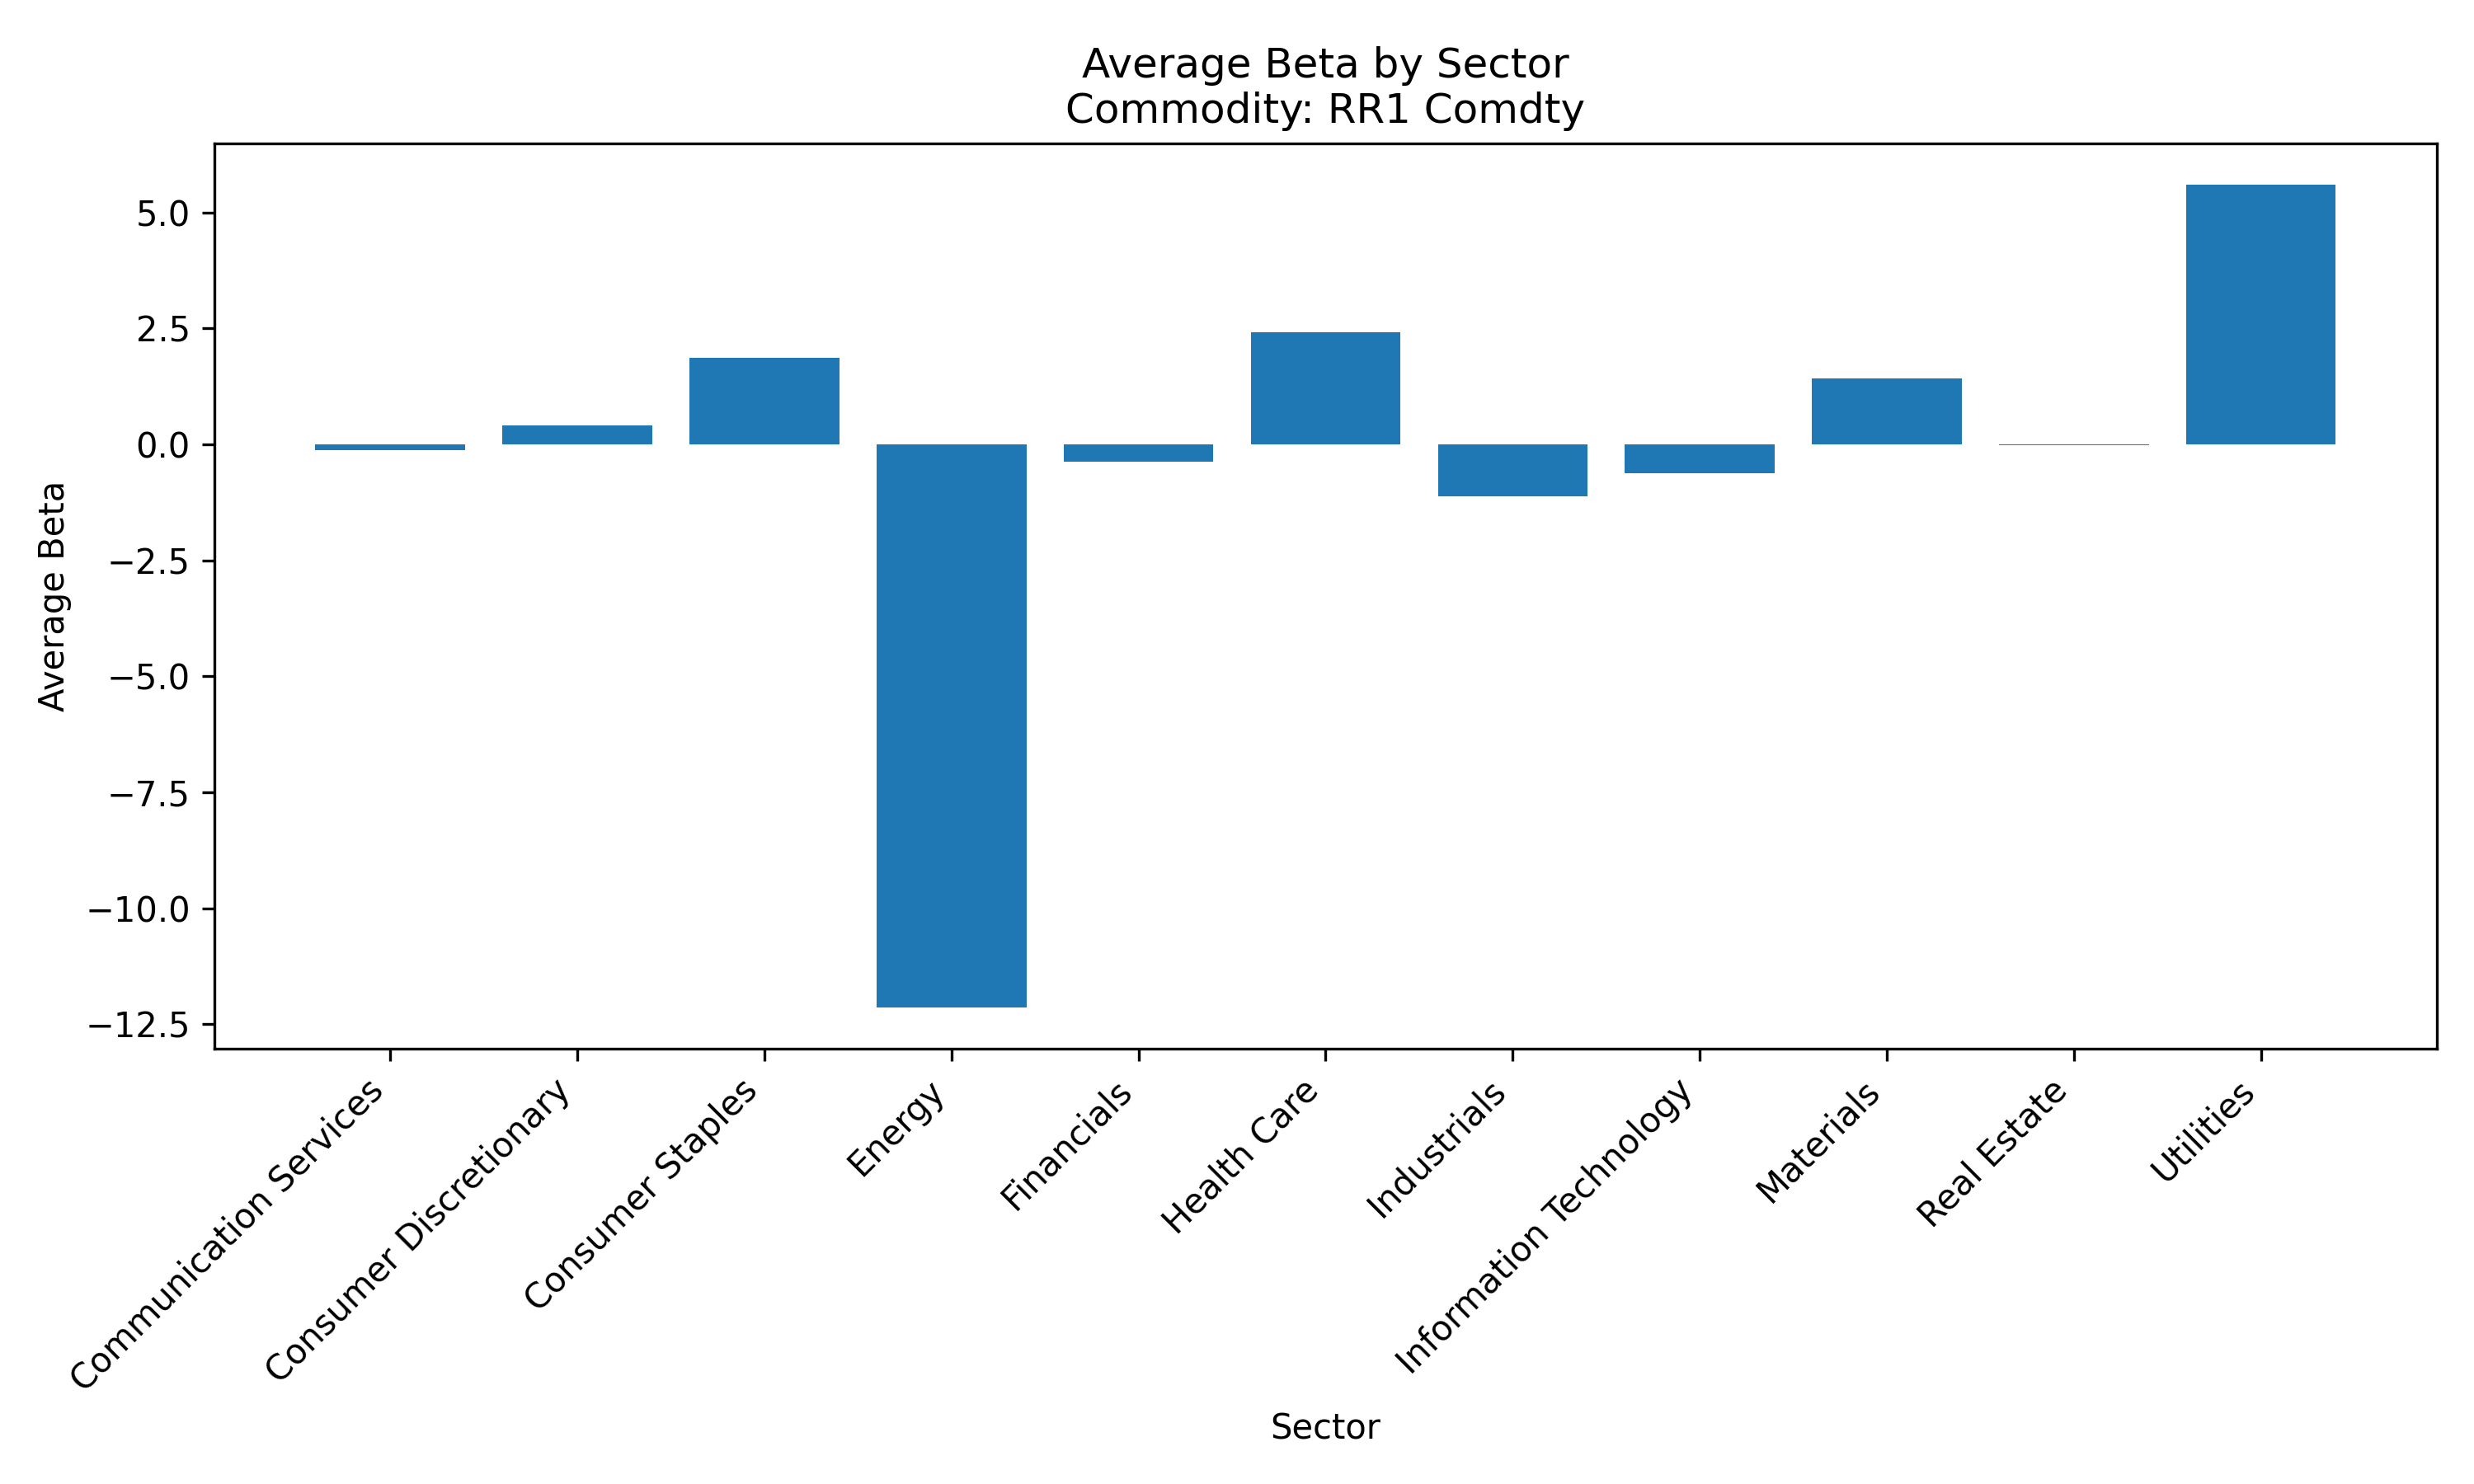 Average Beta by Sector
Commodity: RR1 Comdty
5.0
2.5
0.0
−2.5
−5.0
−7.5
−10.0
−12.5
Average Beta
Communication Services
Consumer Discretionary
Consumer Staples
Energy
Financials
Health Care
Industrials
Information Technology
Materials
Real Estate
Utilities
Sector